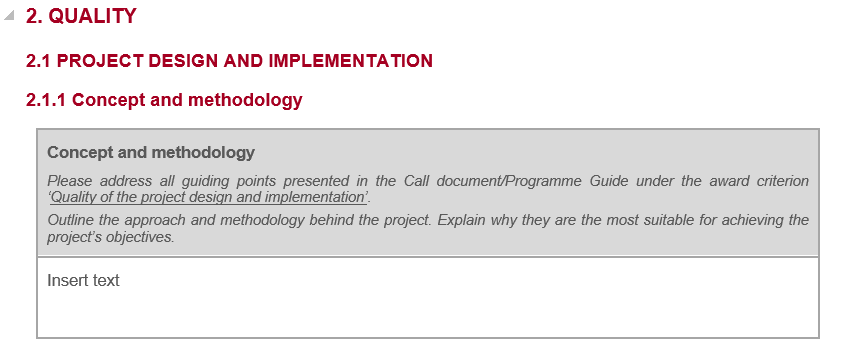 2. QUALITY
2.1 PROJECT DESIGN AND IMPLEMENTATION
2.1.1 Concept and methodology
Concept and methodology
Please address all guiding points presented in the Call document/Programme Guide under the award criterion
‘Quality of the project design and implementation’.
Outline the approach and methodology behind the project. Explain why they are the most suitable for achieving the
project’s objectives.
Insert text